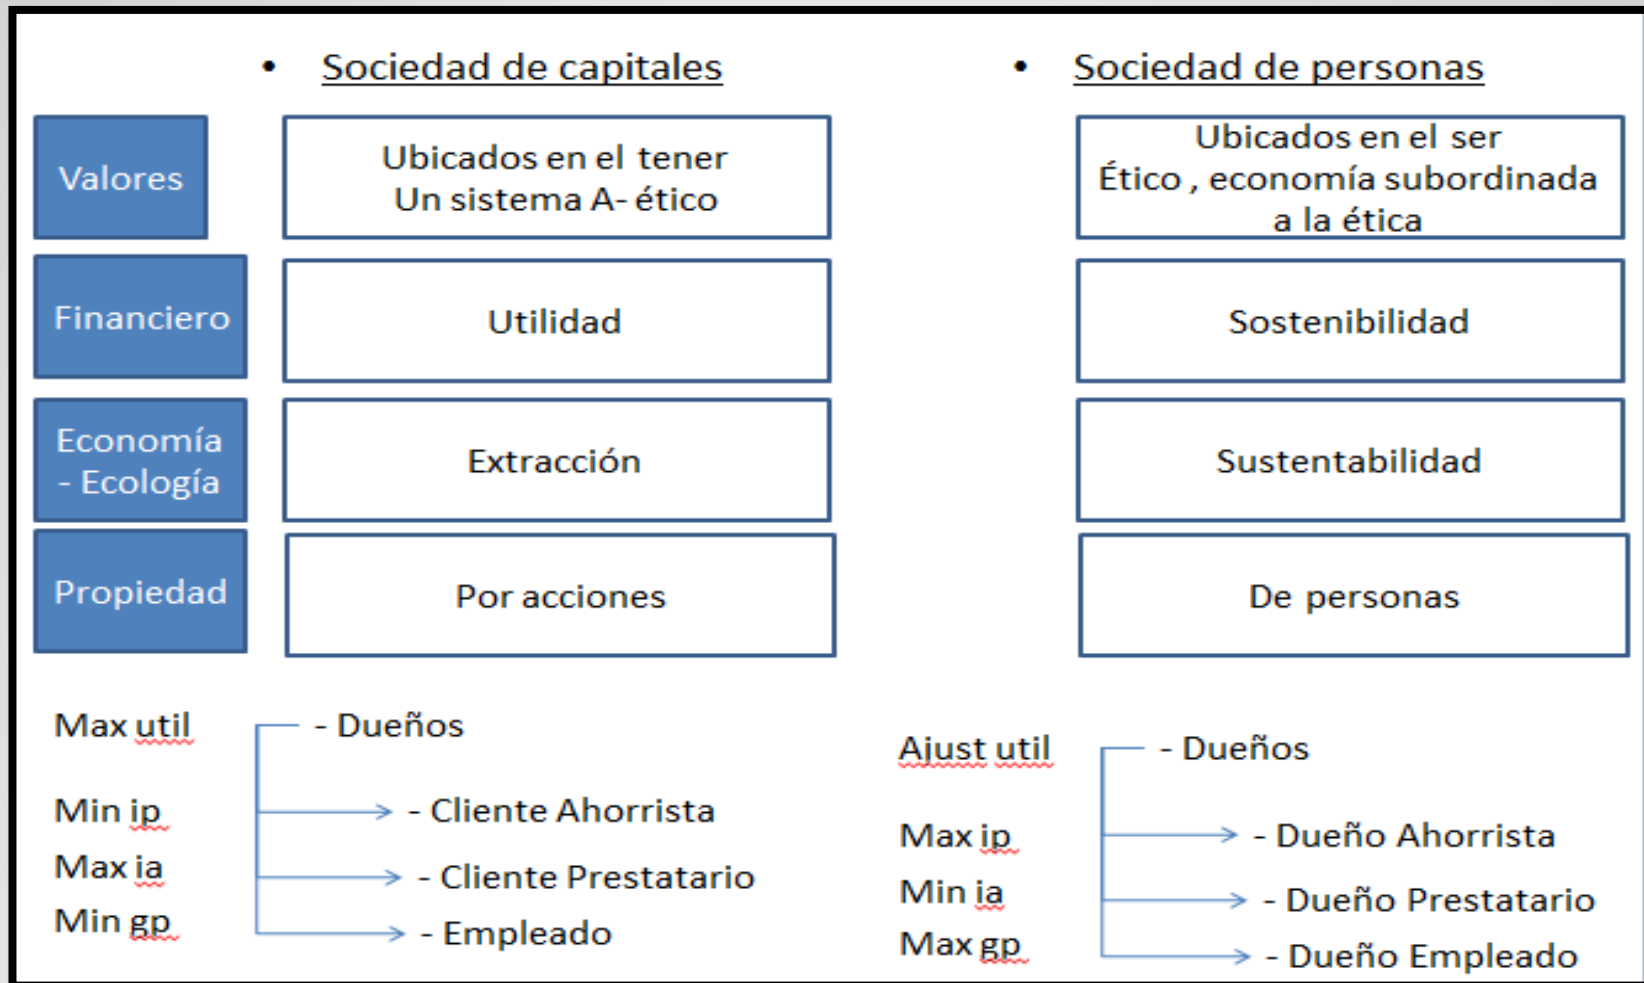 • Sociedad de capitales
• Sociedad de personas
Valores
Ubicados en el tener
Un sistema A- ético
Ubicados en el ser
Ético , economía subordinada
a la ética
Financiero
Utilidad
Sostenibilidad
Economía
- Ecología
Extracción
Sustentabilidad
Propiedad
Por acciones
De personas
Max util
- Dueños
Min ip
- Cliente Ahorrista
Max ia
- Cliente Prestatario
Min gp
- Empleado
Ajust util
- Dueños
Max ip
- Dueño Ahorrista
Min ia
- Dueño Prestatario
Max gp
- Dueño Empleado